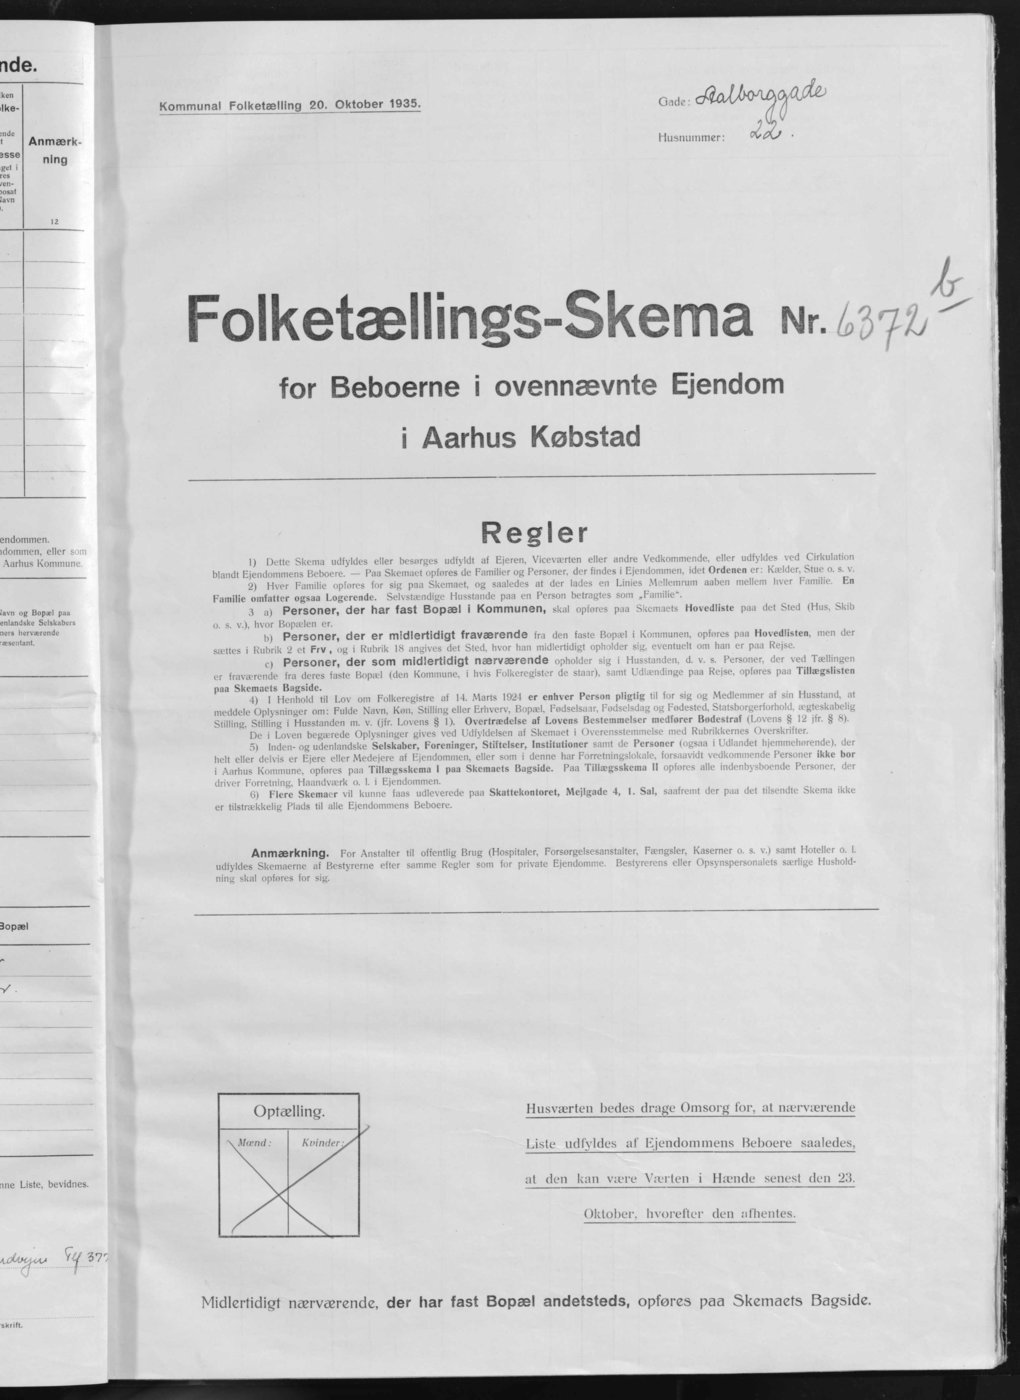 nde.
Anmærk-
ning
12
endommen.
ndommen, eller som
Aarhus Kommune.
Navn og Bopæl paa
enlandske Selskabers
ners herværende
ræsentant.
Bopæl
nne Liste, bevidnes.
skrift.
Kommunal Folketælling 20. Oktober 1935.
Gade: Aalborggade
Husnummer: 22.
Folketællings-Skema Nr. 6372 b
for Beboerne i ovennævnte Ejendom
i Aarhus Købstad
Regler
1) Dette Skema udfyldes eller besørges udfyldt af Ejeren, Viceværten eller andre Vedkommende, eller udfyldes ved Cirkulation
blandt Ejendommens Beboere. — Paa Skemaet opføres de Familier og Personer, der findes i Ejendommen, idet Ordenen er: Kælder, Stue o. s. v.
2) Hver Familie opføres for sig paa Skemaet, og saaledes at der lades en Linies Mellemrum aaben mellem hver Familie. En
Familie omfatter ogsaa Logerende. Selvstændige Husstande paa en Person betragtes som „Familie“.
3 a) Personer, der har fast Bopæl i Kommunen, skal opføres paa Skemaets Hovedliste paa det Sted (Hus, Skib
o. s. v.), hvor Bopælen er.
b) Personer, der er midlertidigt fraværende fra den faste Bopæl i Kommunen, opføres paa Hovedlisten, men der
sættes i Rubrik 2 et Frv , og i Rubrik 18 angives det Sted, hvor han midlertidigt opholder sig, eventuelt om han er paa Rejse.
c) Personer, der som midlertidigt nærværende opholder sig i Husstanden, d. v. s. Personer, der ved Tællingen
er fraværende fra deres faste Bopæl (den Kommune, i hvis Folkeregister de staar), samt Udlændinge paa Rejse, opføres paa Tillægslisten
paa Skemaets Bagside.
4) I Henhold til Lov om Folkeregistre af 14. Marts 1924 er enhver Person pligtig til for sig og Medlemmer af sin Husstand, at
meddele Oplysninger om: Fulde Navn, Køn, Stilling eller Erhverv, Bopæl, Fødselsaar, Fødselsdag og Fødested, Statsborgerforhold, ægteskabelig
Stilling, Stilling i Husstanden m. v. (jfr. Lovens § 1). Overtrædelse af Lovens Bestemmelser medfører Bødestraf (Lovens § 12 jfr. § 8).
De i Loven begærede Oplysninger gives ved Udfyldelsen af Skemaet i Overensstemmelse med Rubrikkernes Overskrifter.
5) Inden- og udenlandske Selskaber, Foreninger, Stiftelser, Institutioner samt de Personer (ogsaa i Udlandet hjemmehørende), der
helt eller delvis er Ejere eller Medejere af Ejendommen, eller som i denne har Forretningslokale, forsaavidt vedkommende Personer ikke bor
i Aarhus Kommune, opføres paa Tillægsskema I paa Skemaets Bagside. Paa Tillægsskema II opføres alle indenbysboende Personer, der
driver Forretning, Haandværk o. l. i Ejendommen.
6) Flere Skemaer vil kunne faas udleverede paa Skattekontoret, Mejlgade 4, 1. Sal, saafremt der paa det tilsendte Skema ikke
er tilstrækkelig Plads til alle Ejendommens Beboere.
Anmærkning. For Anstalter til offentlig Brug (Hospitaler, Forsørgelsesanstalter, Fængsler, Kaserner o. s. v.) samt Hoteller o. l.
udfyldes Skemaerne af Bestyrerne efter samme Regler som for private Ejendomme. Bestyrerens eller Opsynspersonalets særlige Hushold-
ning skal opføres for sig.
Optælling.
Mænd: Kvinder:
Husværten bedes drage Omsorg for, at nærværende
Liste udfyldes af Ejendommens Beboere saaledes,
at den kan være Værten i Hænde senest den 23.
Oktober, hvorefter den afhentes.
Midlertidigt nærværende, der har fast Bopæl andetsteds, opføres paa Skemaets Bagside.